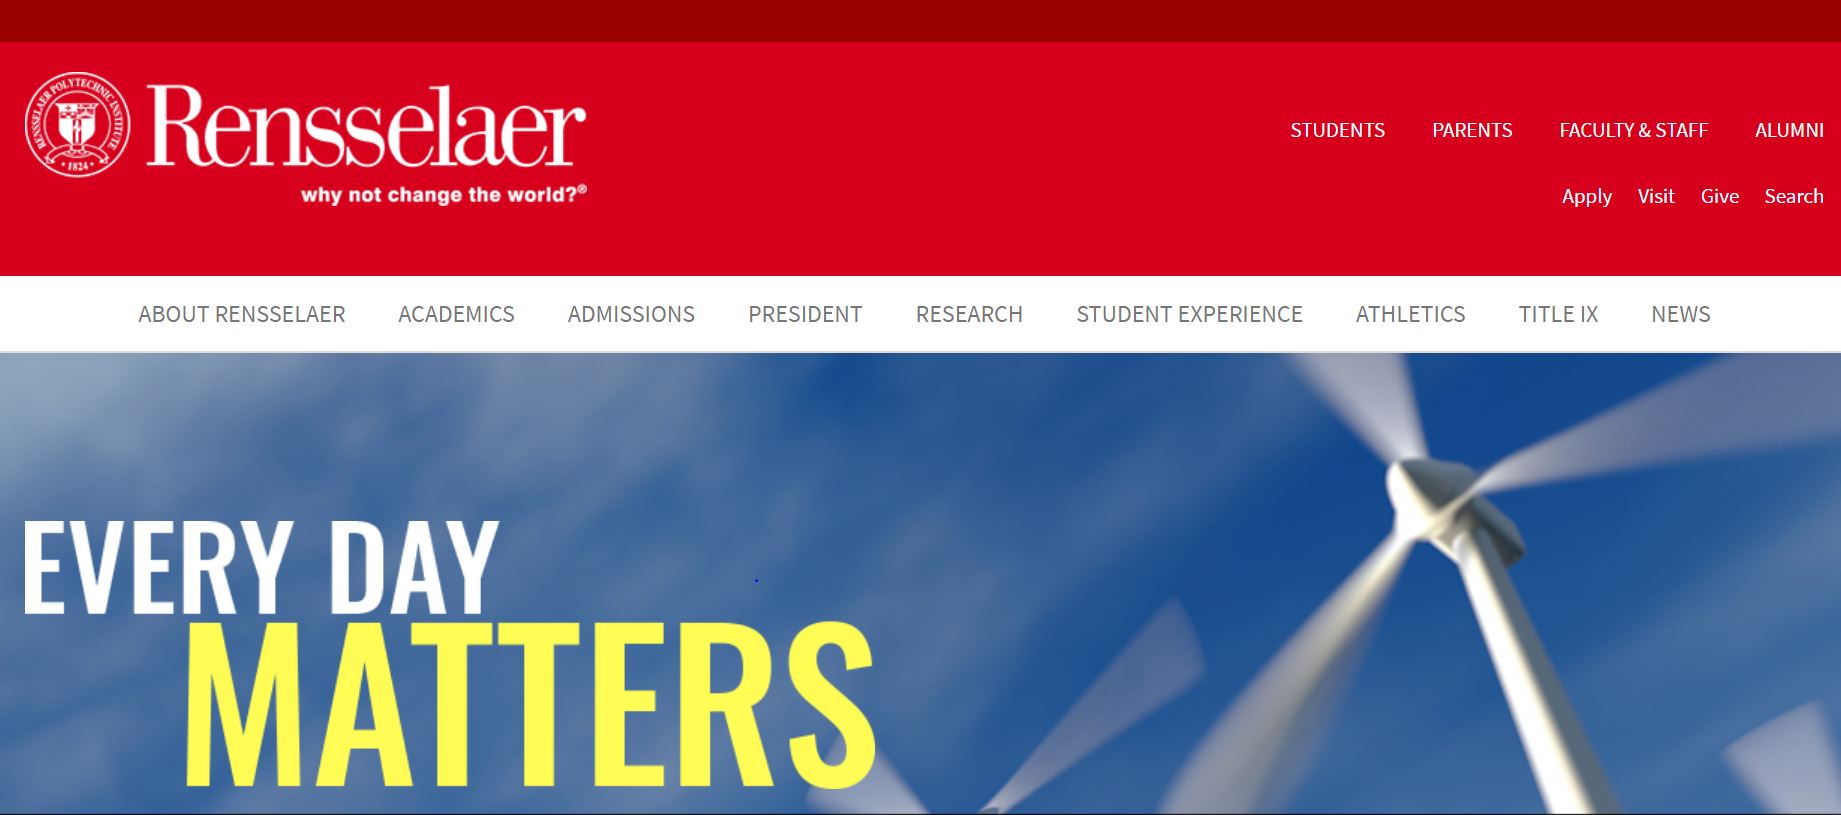 RENSSELAER POLYTECHNIC INSTITUTE
1824
Rensselaer
why not change the world?®
STUDENTS PARENTS FACULTY & STAFF ALUMNI
Apply Visit Give Search
ABOUT RENSSELAER ACADEMICS ADMISSIONS PRESIDENT RESEARCH STUDENT EXPERIENCE ATHLETICS TITLE IX NEWS
EVERY DAY
MATTERS